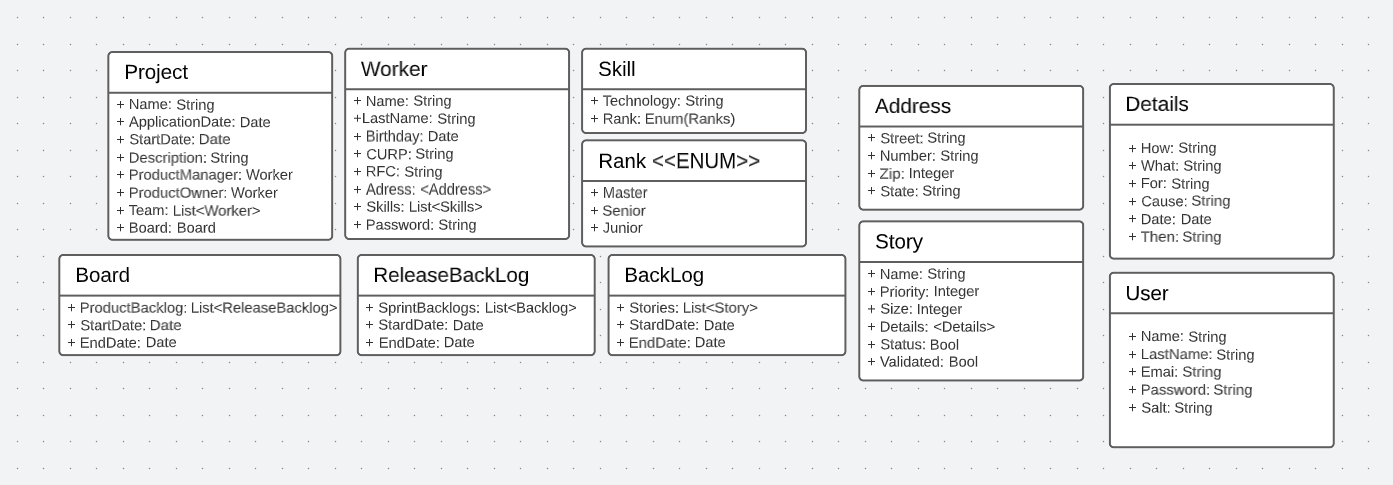 Project
+ Name: String
+ ApplicationDate: Date
+ StartDate: Date
+ Description: String
+ ProductManager: Worker
+ ProductOwner: Worker
+ Team: List<Worker>
+ Board: Board
Worker
+ Name: String
+LastName: String
+ Birthday: Date
+ CURP: String
+ RFC: String
+ Adress: <Address>
+ Skills: List<Skills>
+ Password: String
Skill
+ Technology: String
+ Rank: Enum(Ranks)
Rank <<ENUM>>
+ Master
+ Senior
+ Junior
Board
+ ProductBacklog: List<ReleaseBacklog>
+ StartDate: Date
+ EndDate: Date
ReleaseBackLog
+ SprintBacklogs: List<Backlog>
+ StardDate: Date
+ EndDate: Date
BackLog
+ Stories: List<Story>
+ StardDate: Date
+ EndDate: Date
Address
+ Street: String
+ Number: String
+ Zip: Integer
+ State: String
Story
+ Name: String
+ Priority: Integer
+ Size: Integer
+ Details: <Details>
+ Status: Bool
+ Validated: Bool
Details
+ How: String
+ What: String
+ For: String
+ Cause: String
+ Date: Date
+ Then: String
User
+ Name: String
+ LastName: String
+ Emai: String
+ Password: String
+ Salt: String